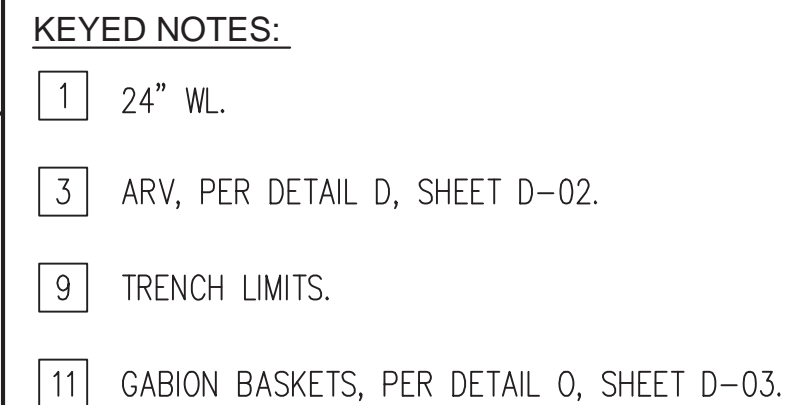 KEYED NOTES:
1 24” WL.
3 ARV, PER DETAIL D, SHEET D-02.
9 TRENCH LIMITS.
11 GABION BASKETS, PER DETAIL O, SHEET D-03.